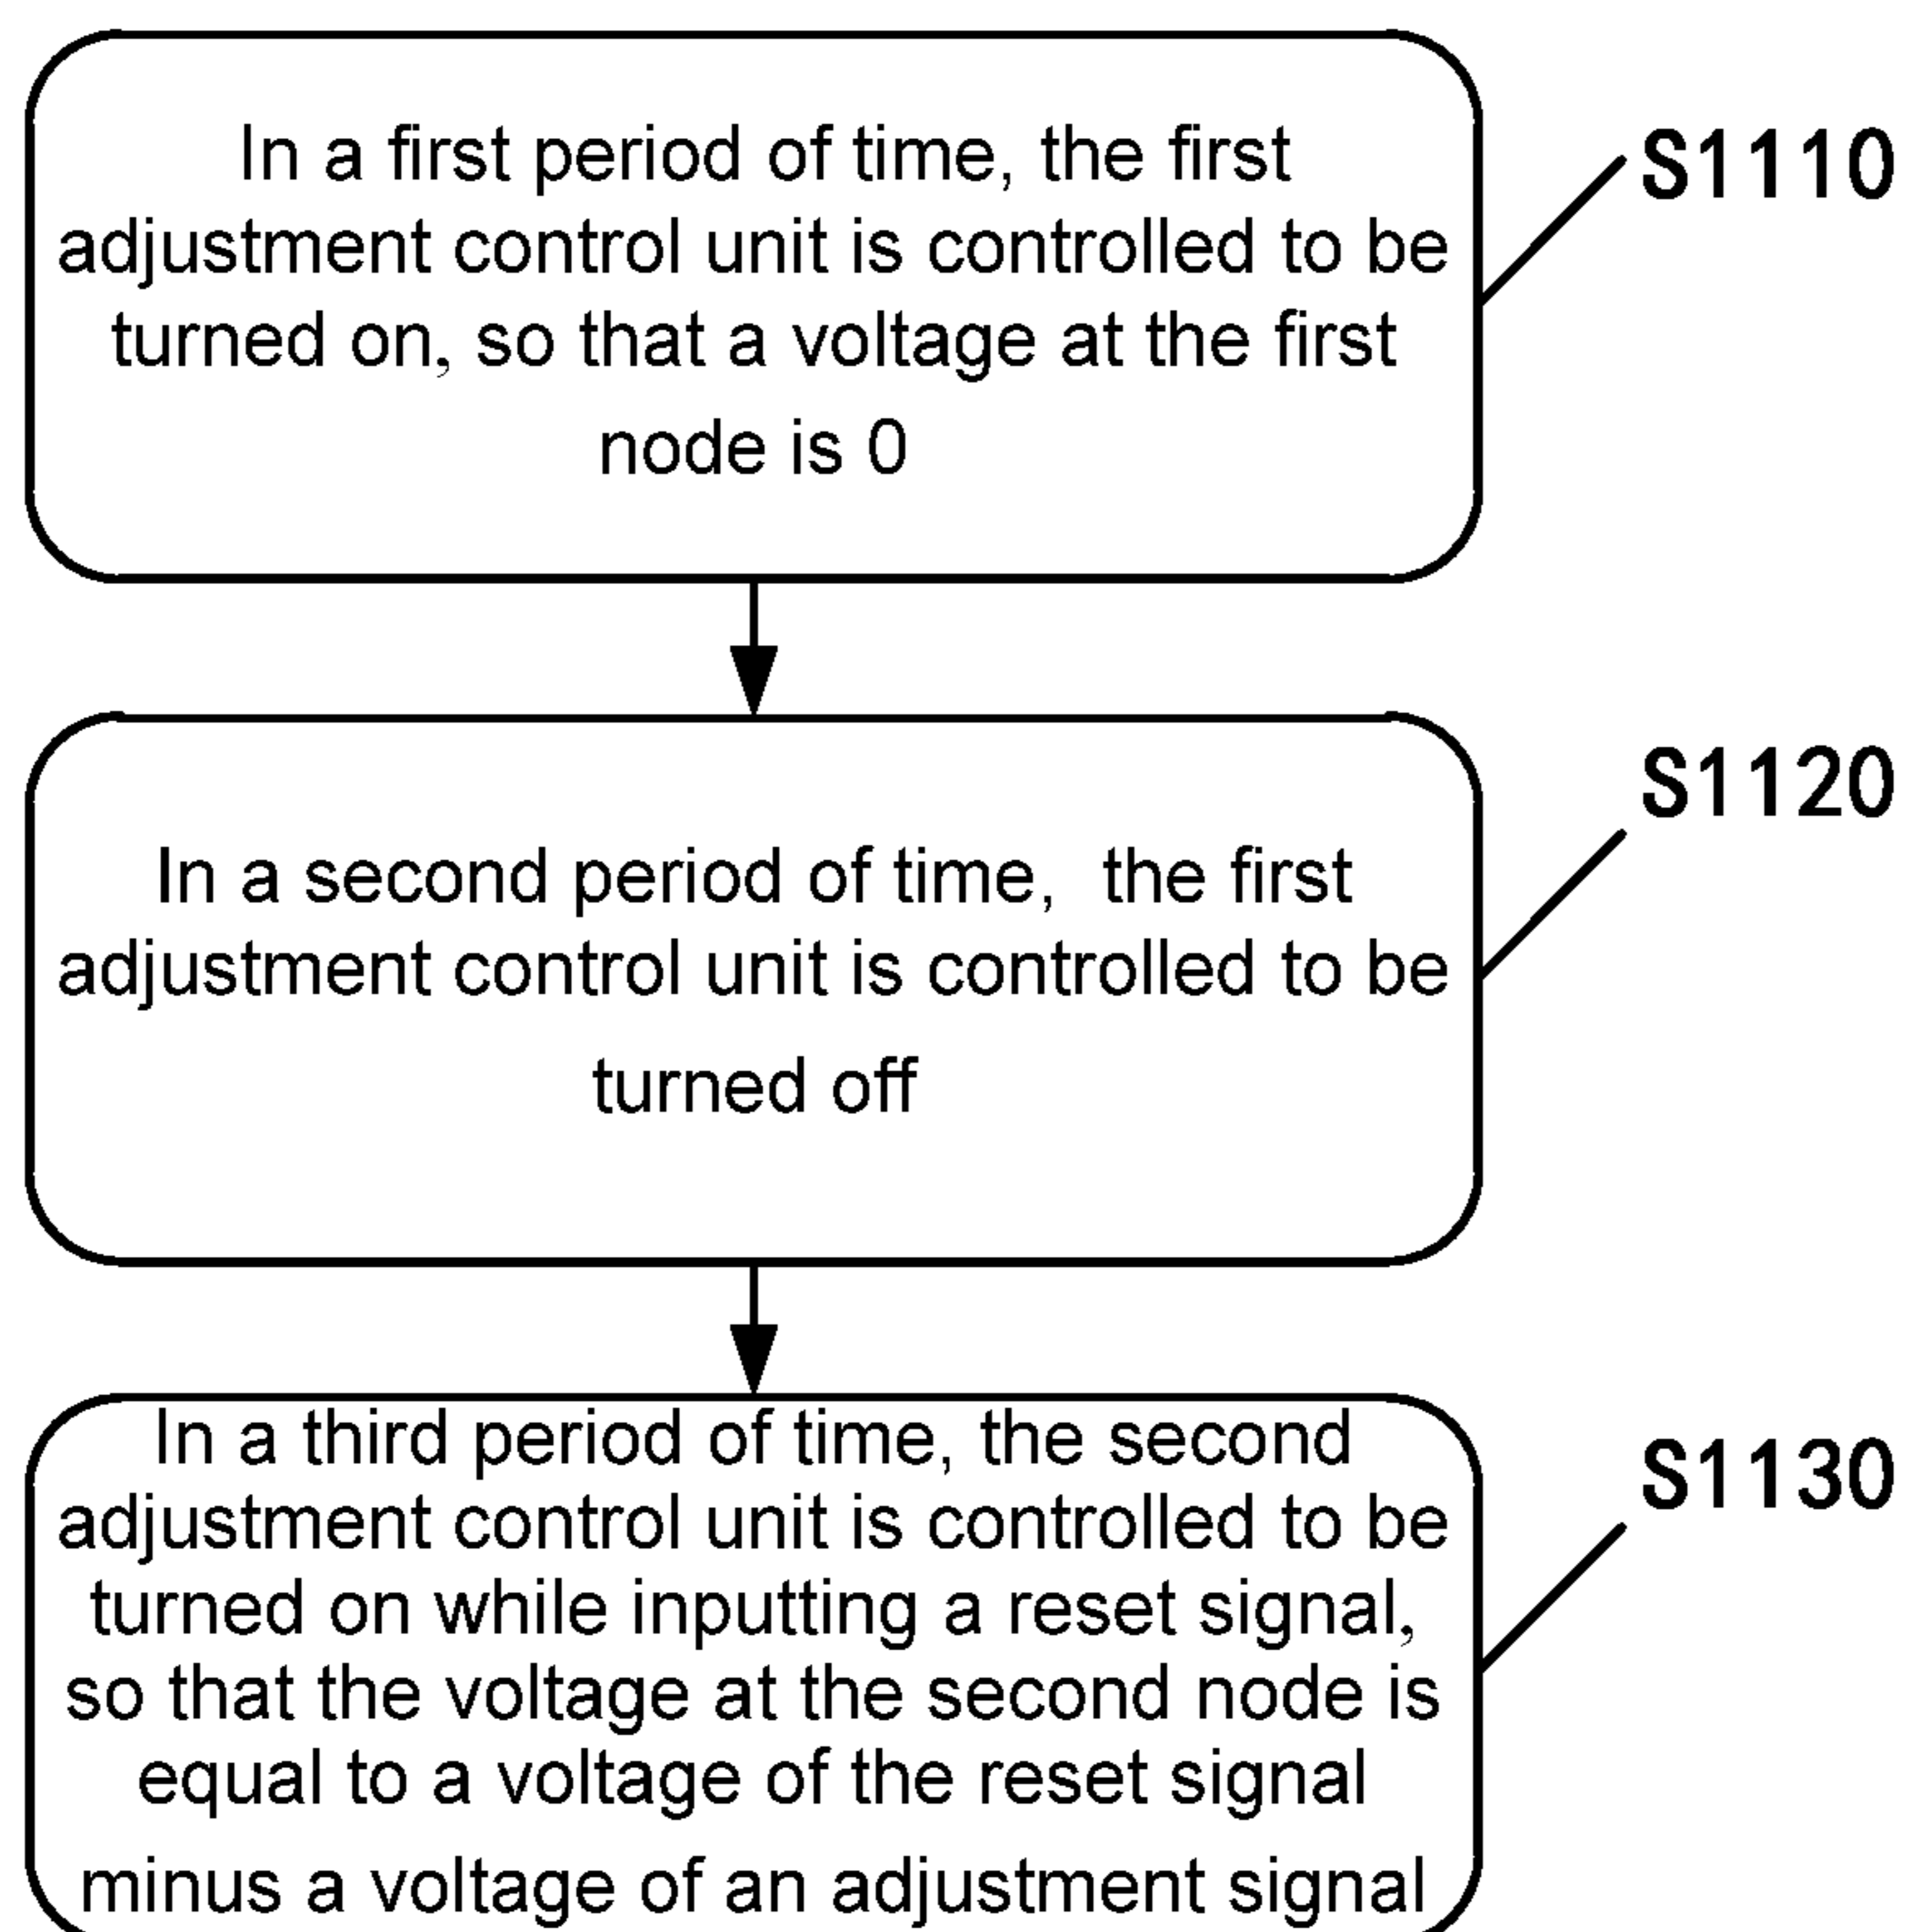 In a first period of time, the first
adjustment control unit is controlled to be
turned on, so that a voltage at the first
node is 0
S1110
In a second period of time, the first
adjustment control unit is controlled to be
turned off
S1120
In a third period of time, the second
adjustment control unit is controlled to be
turned on while inputting a reset signal,
so that the voltage at the second node is
equal to a voltage of the reset signal
minus a voltage of an adjustment signal
S1130